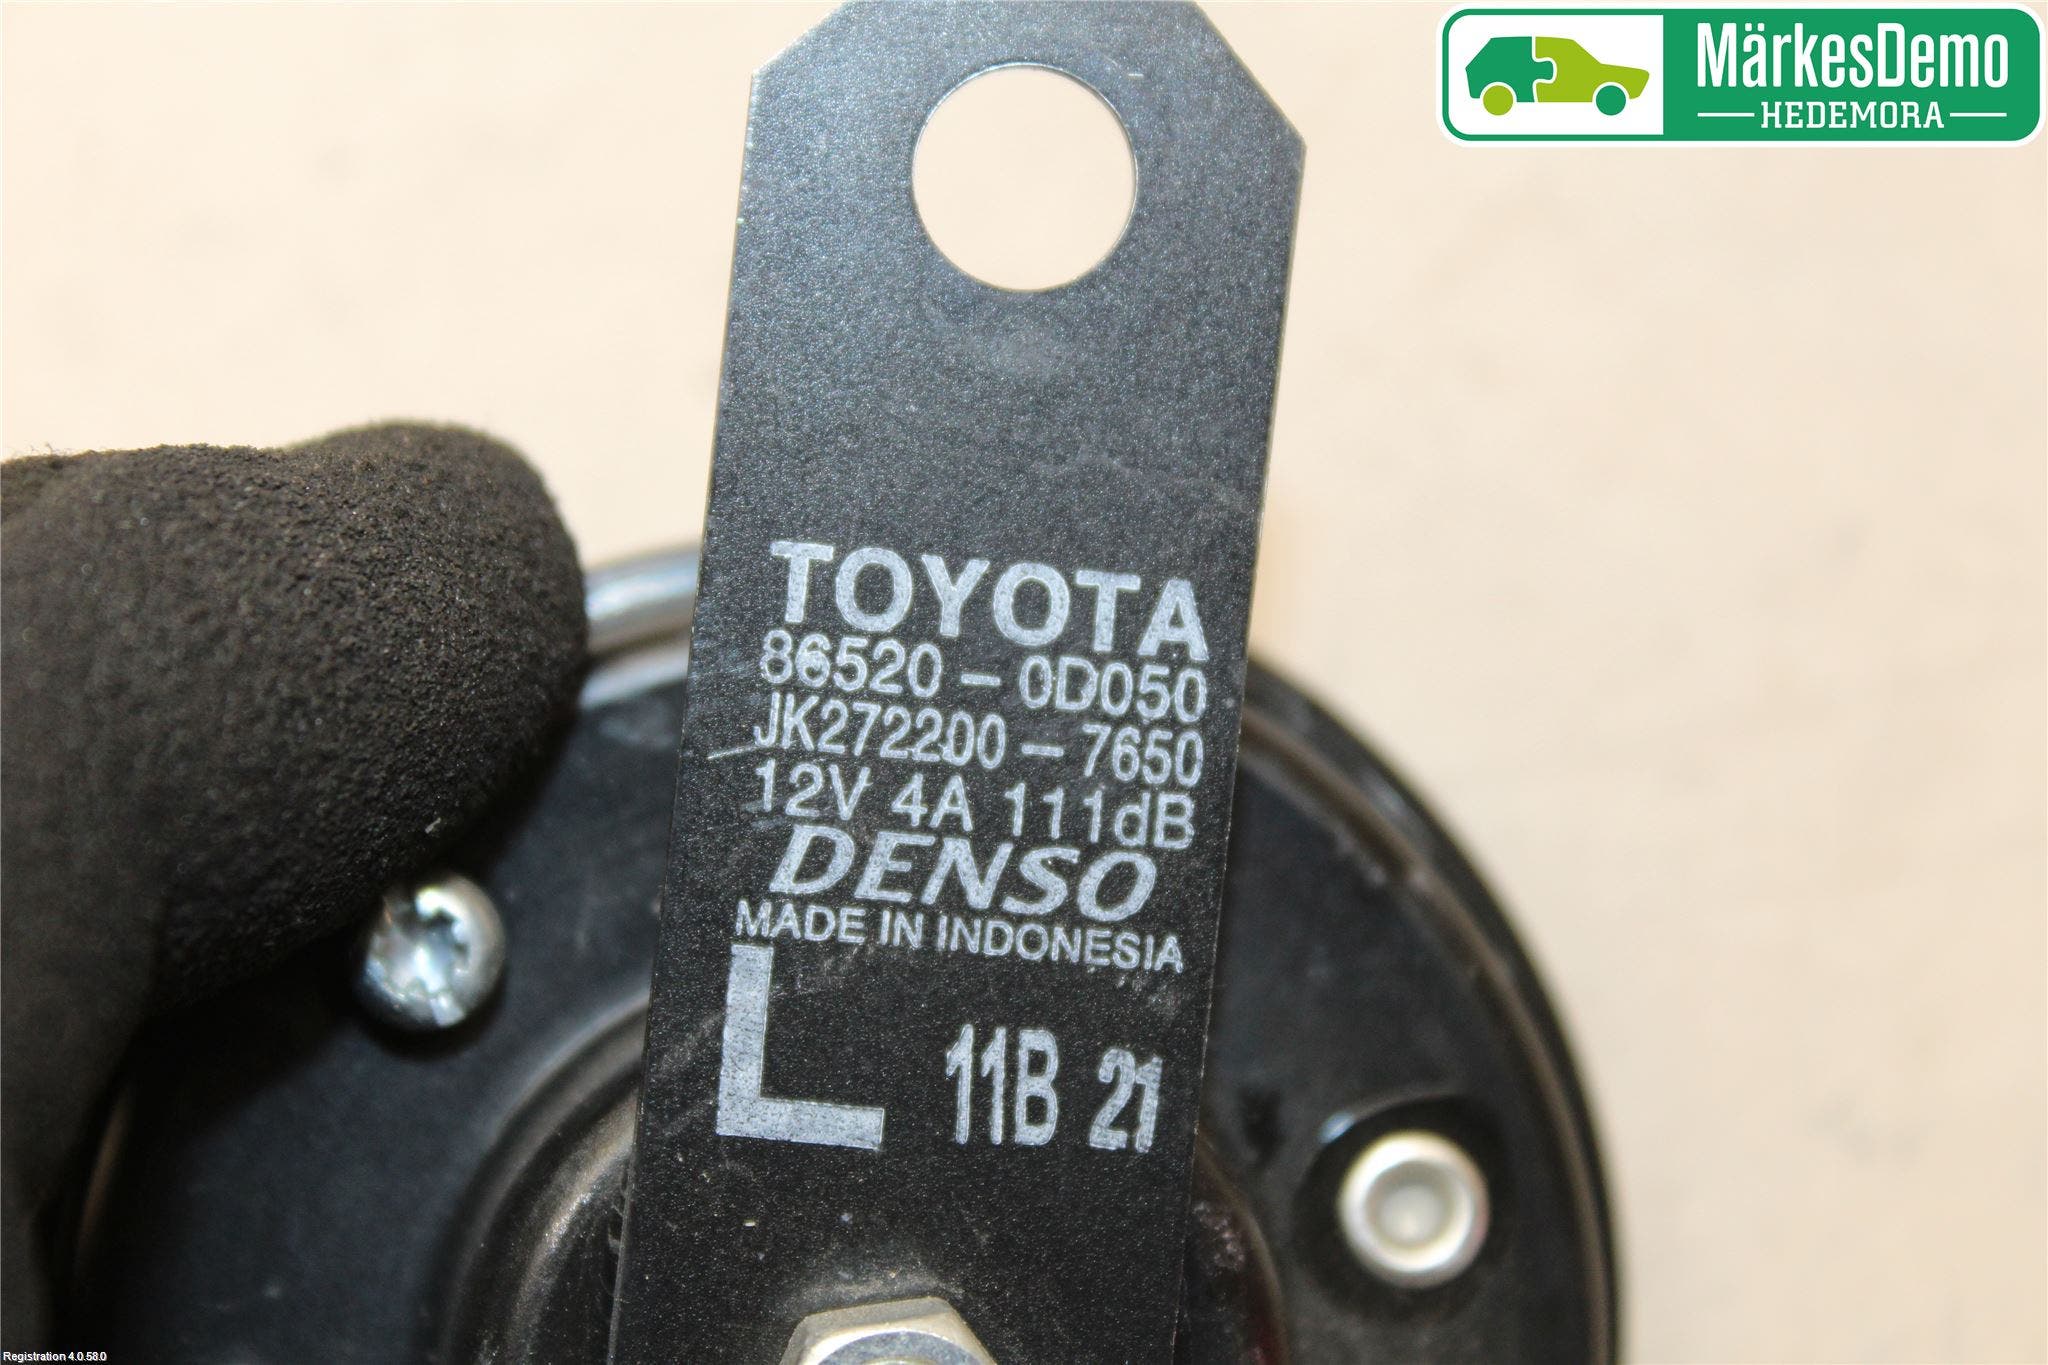 MärkesDemo
HEDEMORA
TOYOTA
86520-0D050
JK272200-7650
12V 4A 111dB
DENSO
MADE IN INDONESIA
L 11B 21
Registration 4.0.58.0